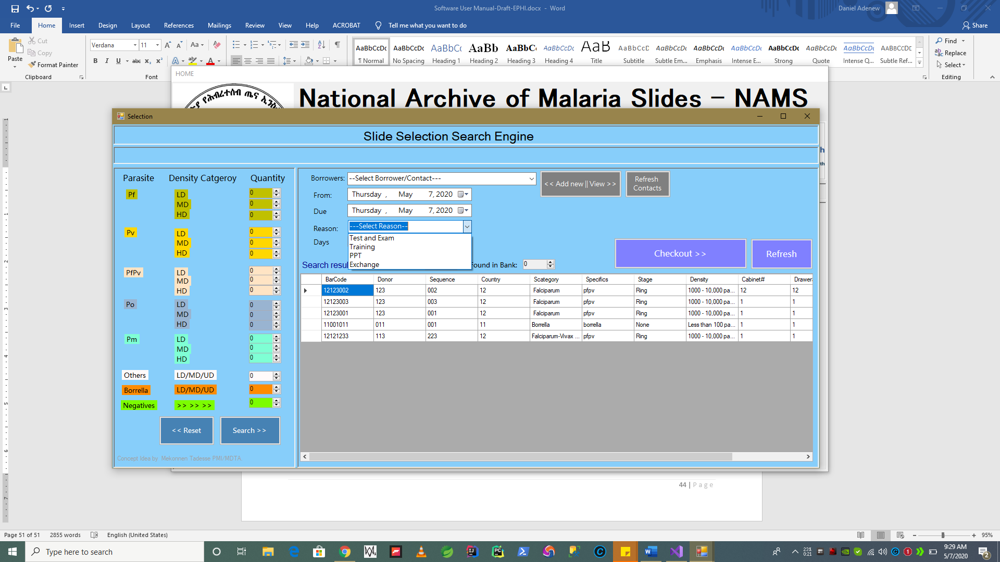 Software User Manual-Draft-EPHI.docx - Word
Daniel Adenew
File Home Insert Design Layout References Mailings Review View Help ACROBAT Tell me what you want to do
Share
Paste
Cut
Copy
Format Painter
Clipboard
Verdana 11
Font
AaBbCcDc AaBbCcDc AaBbCc AaBb AaBbC AaBbCcDc AaB AaBbCcD AaBbCcDc AaBbCcDc AaBbCcDc AaBbCcDc AaBbCcDc AaBbCcDc AABBCCDE
¶ Normal No Spacing Heading 1 Heading 2 Heading 3 Heading 4 Title Subtitle Subtle Em... Emphasis Intense E... Strong Quote Intense Q... Subtle Ref...
Find
Replace
Select
Editing
HOME
National Archive of Malaria Slides - NAMS
Selection
Slide Selection Search Engine
Parasite Density Catgeroy Quantity
Pf LD 0
MD 0
HD 0
Pv LD 0
MD 0
HD 0
PfPv LD 0
MD 0
HD 0
Po LD 0
MD 0
HD 0
Pm LD 0
MD 0
HD 0
Others LD/MD/UD 0
Borrella LD/MD/UD 0
Negatives >> >> >> 0
<< Reset
Search >>
Concept Idea by Mekonnen Tadesse PMI/MDTA.
Borrowers: --Select Borrower/Contact---
<< Add new || View >>
Refresh
Contacts
From: Thursday , May 7, 2020
Due Thursday , May 7, 2020
Reason: ---Select Reason--
Test and Exam
Training
PPT
Exchange
Days
Checkout >>
Refresh
Search resul
Found in Bank: 0
BarCode Donor Sequence Country Scategory Specifics Stage Density Cabinet# Drawer
12123002 123 002 12 Falciparum pfpv Ring 1000 - 10,000 pa... 12 12
12123003 123 003 12 Falciparum pfpv Ring 1000 - 10,000 pa... 1 1
12123001 123 001 12 Falciparum pfpv Ring 1000 - 10,000 pa... 1 1
11001011 011 001 11 Borrella borrella None Less than 100 pa... 1 1
12121233 113 223 12 Falciparum-Vivax ... pfpv Ring 1000 - 10,000 pa... 1 1
44 | Page
Page 51 of 51 2855 words English (United States)
95%
Type here to search
23%
0:21
9:29 AM
5/7/2020
2